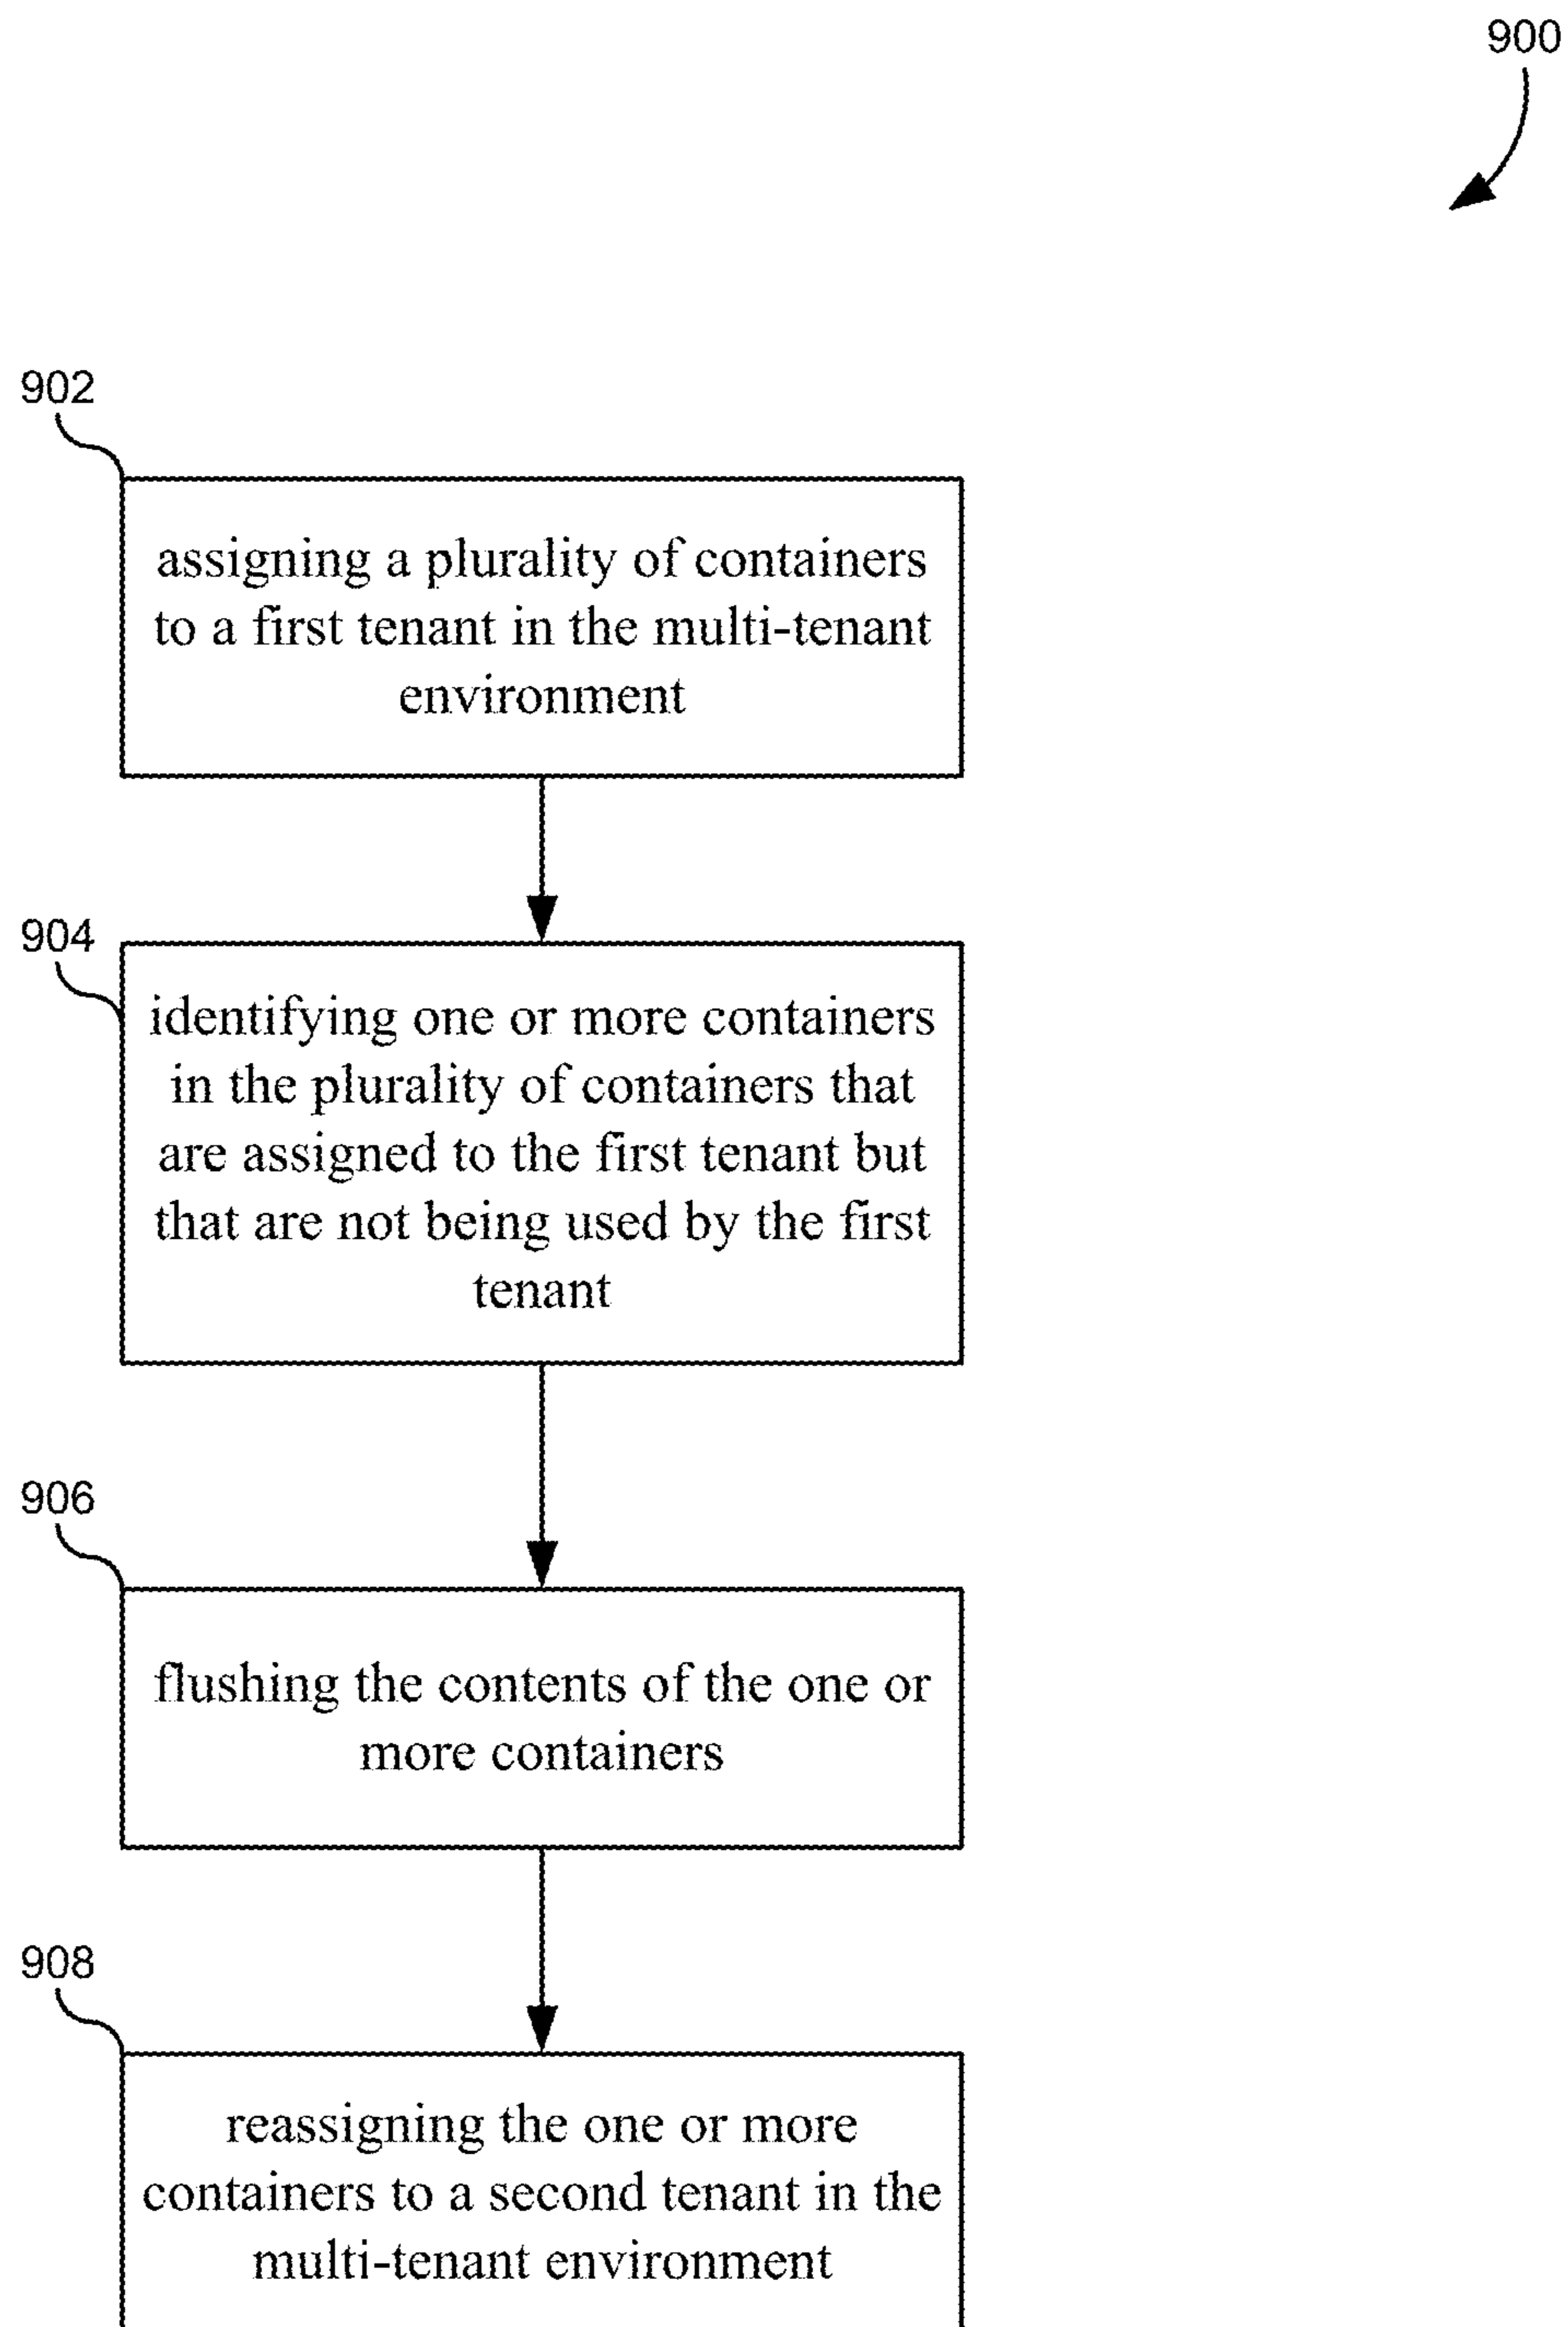 900
902
assigning a plurality of containers
to a first tenant in the multi-tenant
environment
904
identifying one or more containers
in the plurality of containers that
are assigned to the first tenant but
that are not being used by the first
tenant
906
flushing the contents of the one or
more containers
908
reassigning the one or more
containers to a second tenant in the
multi-tenant environment